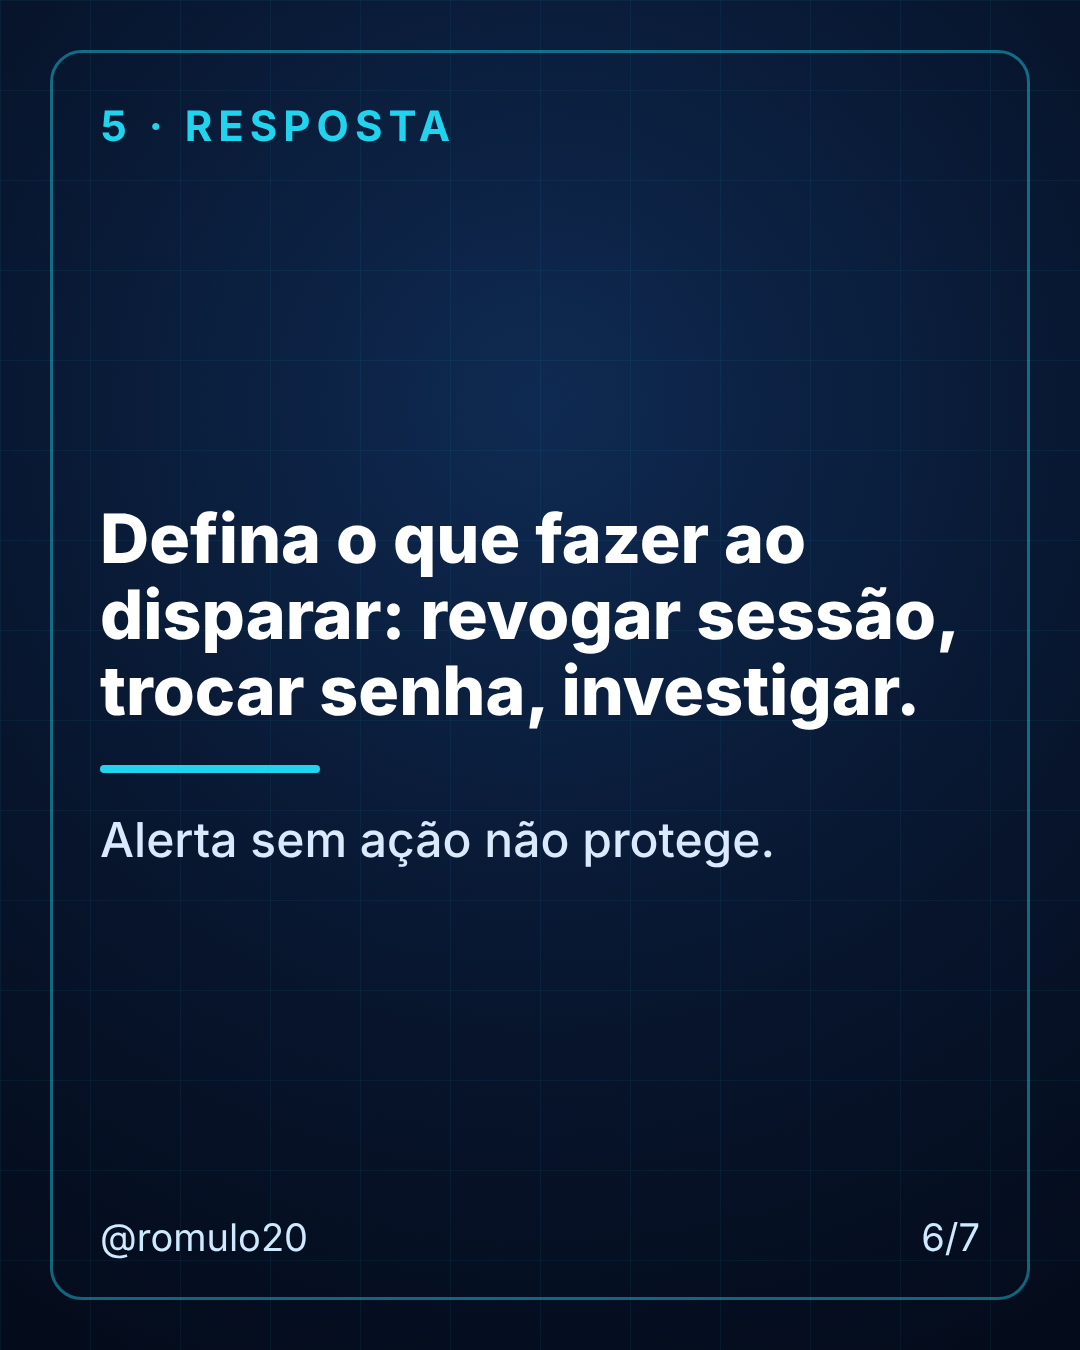 5 · RESPOSTA
Defina o que fazer ao
disparar: revogar sessão,
trocar senha, investigar.
Alerta sem ação não protege.
@romulo20
6/7